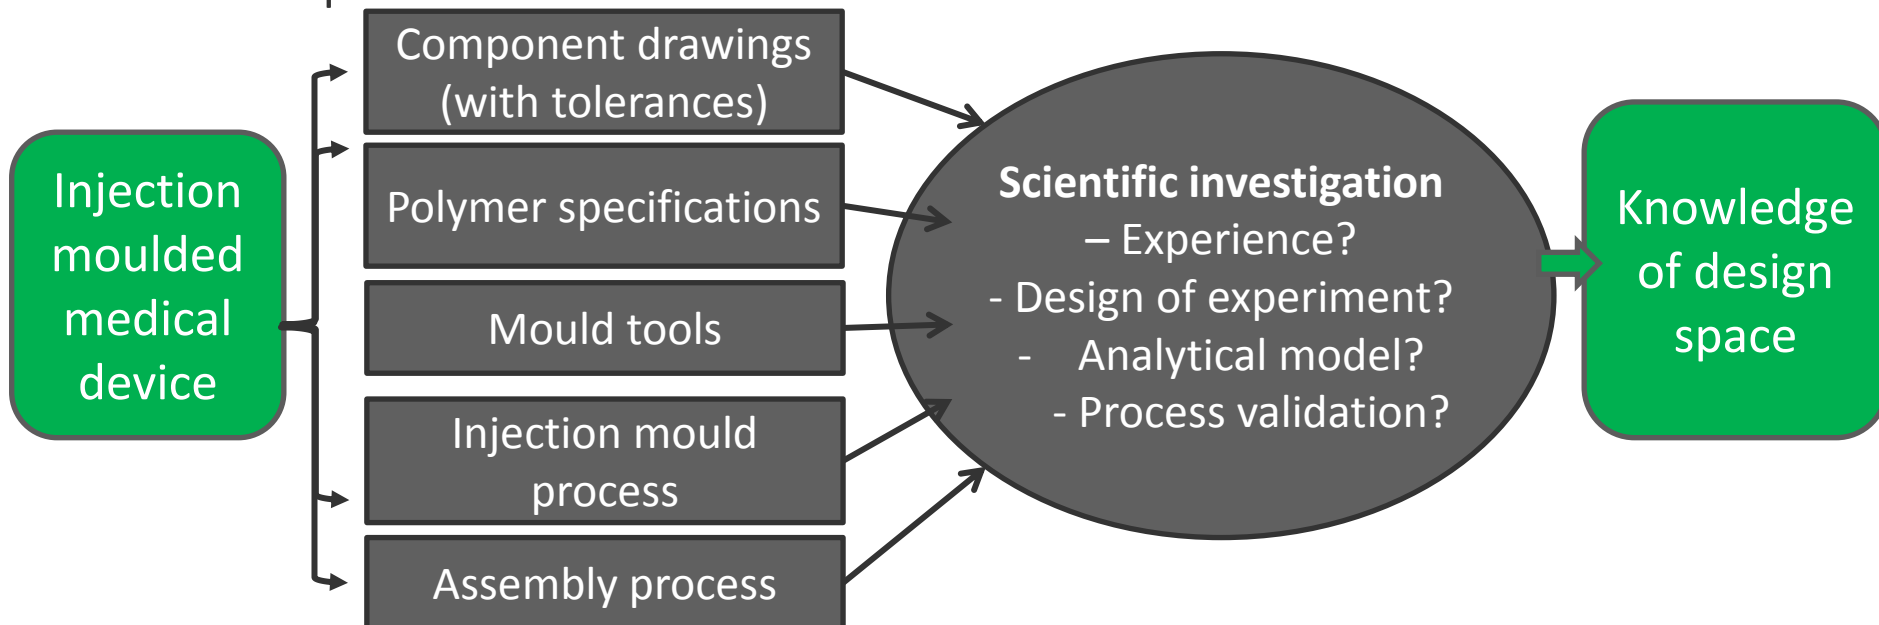 Injection
moulded
medical
device
Component drawings
(with tolerances)
Polymer specifications
Mould tools
Injection mould
process
Assembly process
Scientific investigation
– Experience?
- Design of experiment?
- Analytical model?
- Process validation?
Knowledge
of design
space